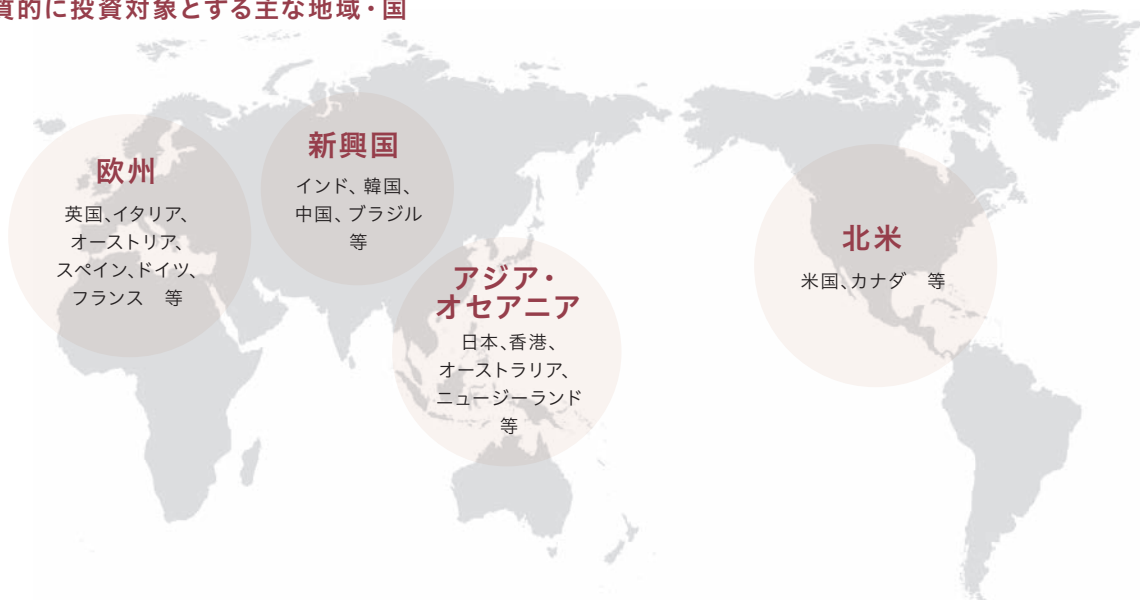 質的に投資対象とする主な地域・国
欧州
英国、イタリア、
オーストリア、
スペイン、ドイツ、
フランス　等
新興国
インド、韓国、
中国、ブラジル
等
アジア・
オセアニア
日本、香港、
オーストラリア、
ニュージーランド
等
北米
米国、カナダ　等